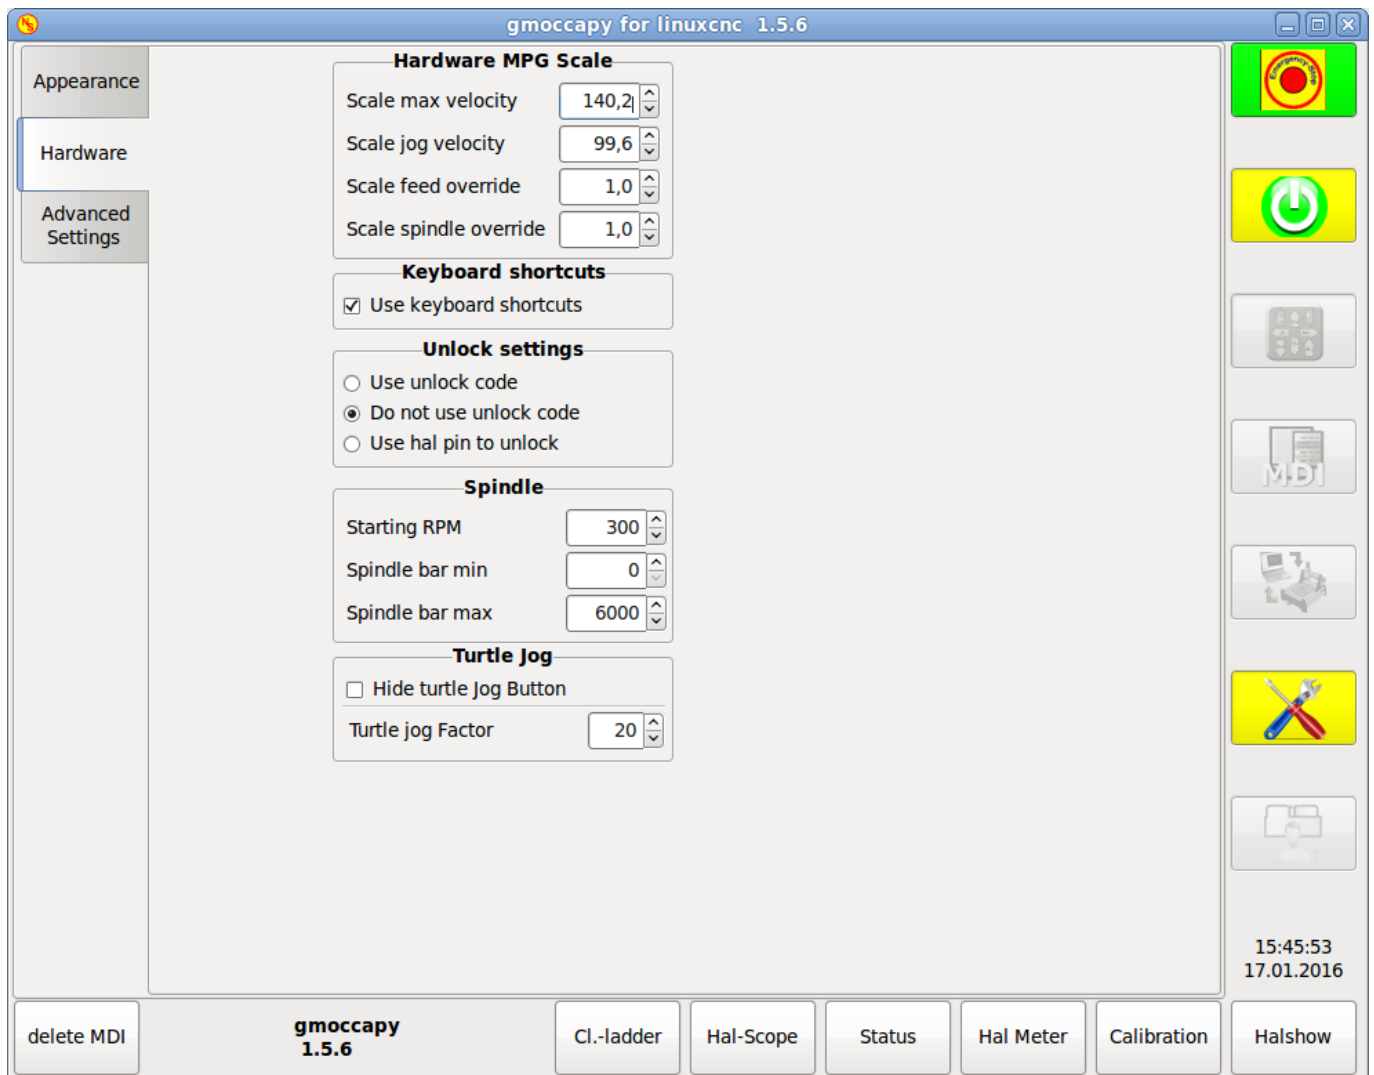 gmoccapy for linuxcnc 1.5.6
Appearance
Hardware
Advanced
Settings
Hardware MPG Scale
Scale max velocity 140,2
Scale jog velocity 99,6
Scale feed override 1,0
Scale spindle override 1,0
Keyboard shortcuts
Use keyboard shortcuts
Unlock settings
Use unlock code
Do not use unlock code
Use hal pin to unlock
Spindle
Starting RPM 300
Spindle bar min 0
Spindle bar max 6000
Turtle Jog
Hide turtle Jog Button
Turtle jog Factor 20
Emergency-Stop
MDI
15:45:53
17.01.2016
delete MDI
gmoccapy
1.5.6
Cl.-ladder
Hal-Scope
Status
Hal Meter
Calibration
Halshow